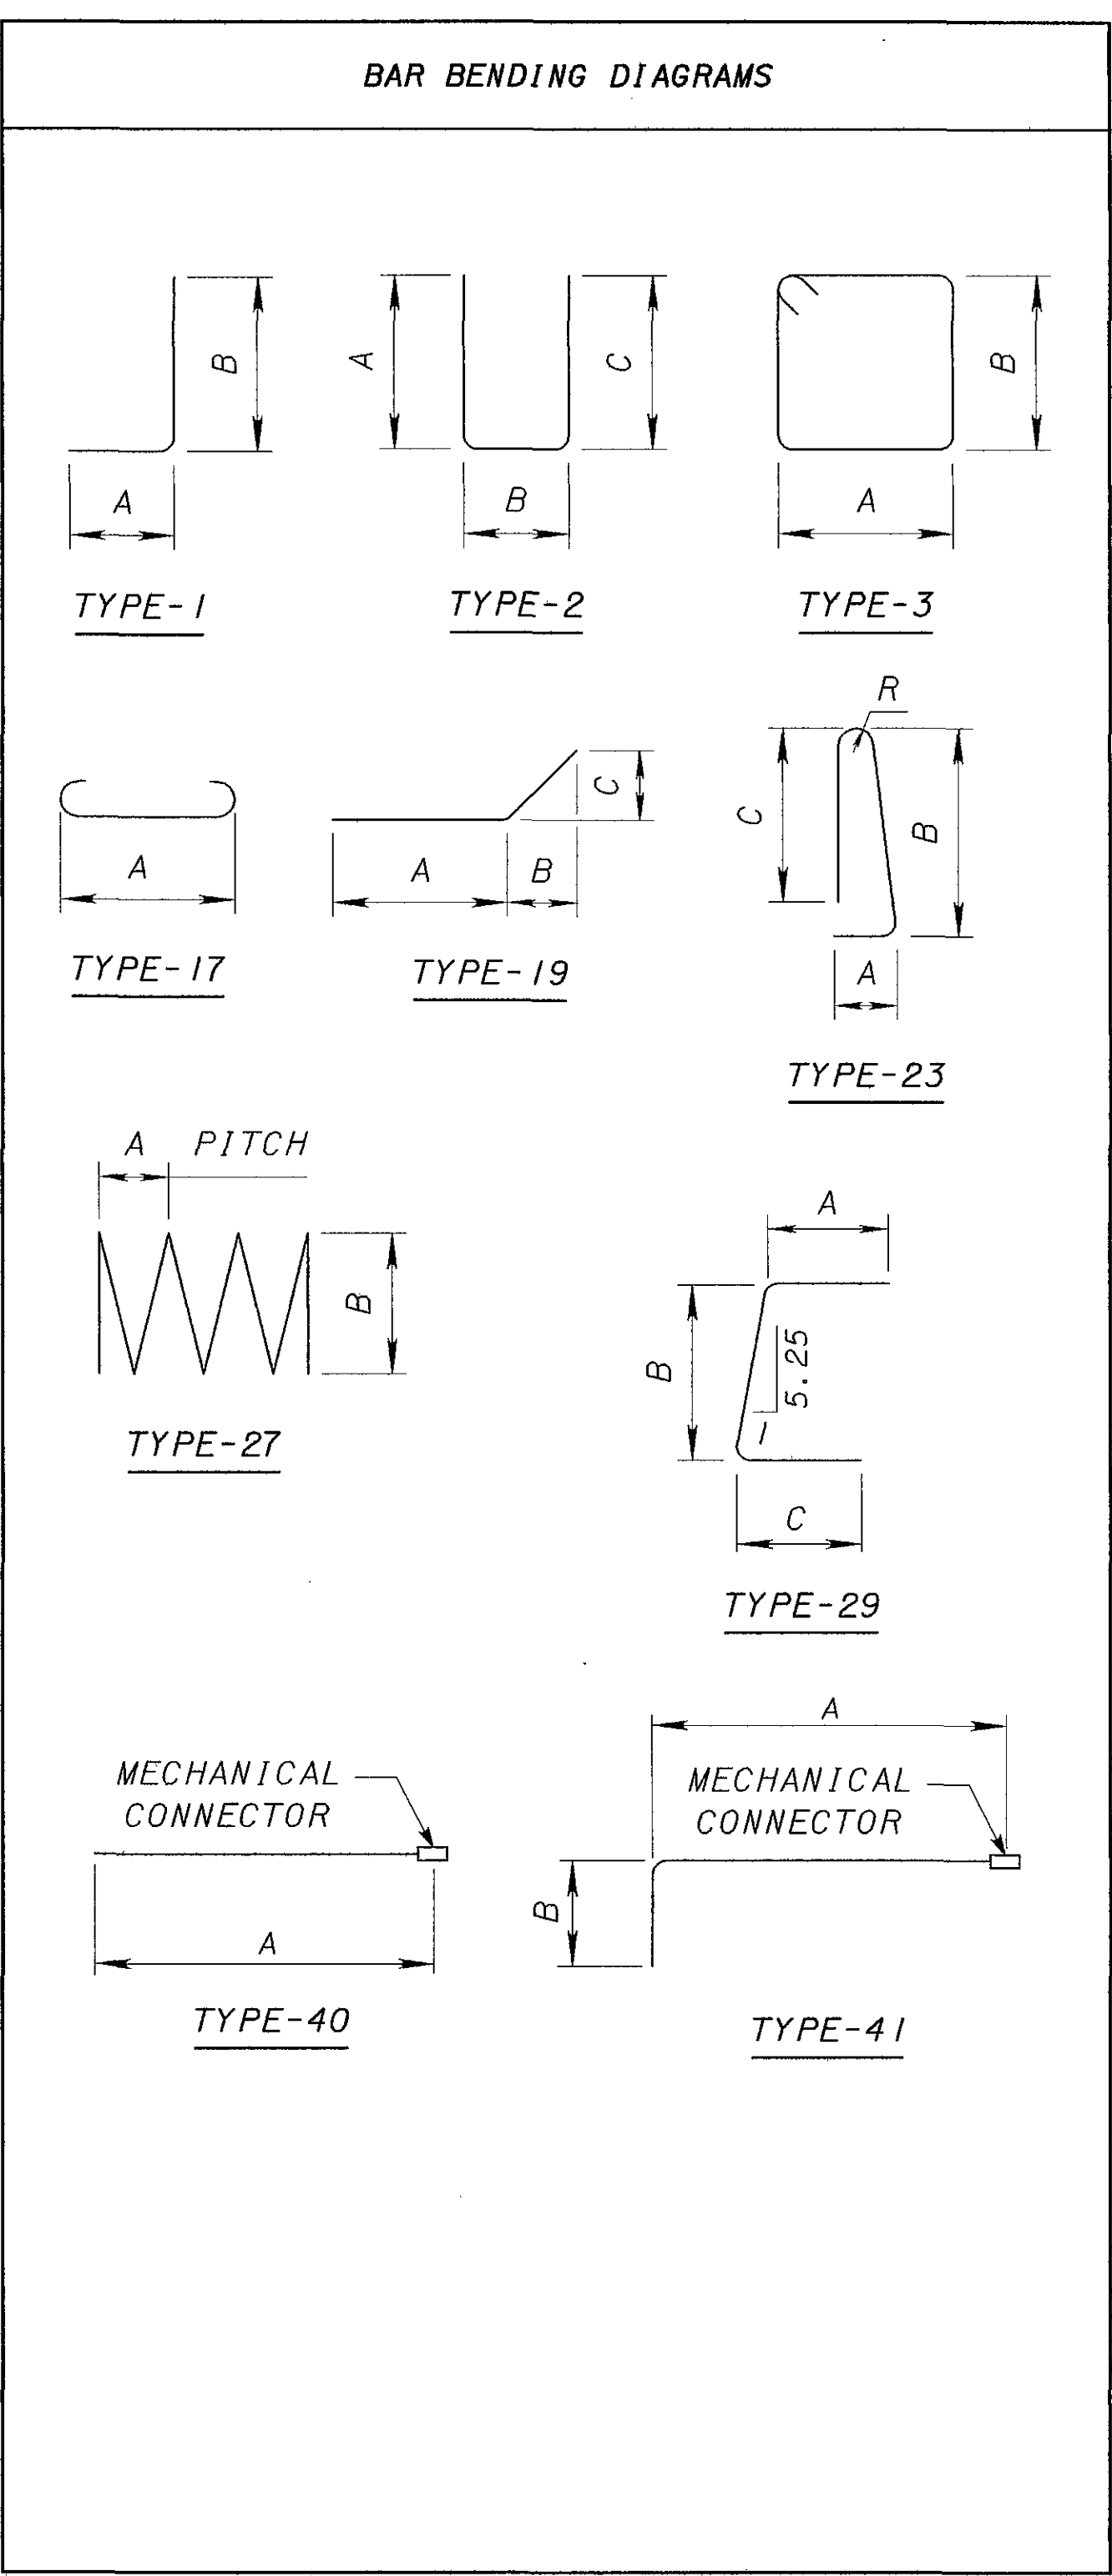 BAR BENDING DIAGRAMS
A
B
TYPE-1
A
B
C
TYPE-2
A
B
TYPE-3
A
TYPE-17
A
B
C
TYPE-19
R
C
B
A
TYPE-23
A PITCH
B
TYPE-27
A
B
5.25
1
C
TYPE-29
MECHANICAL
CONNECTOR
A
TYPE-40
A
MECHANICAL
CONNECTOR
B
TYPE-41